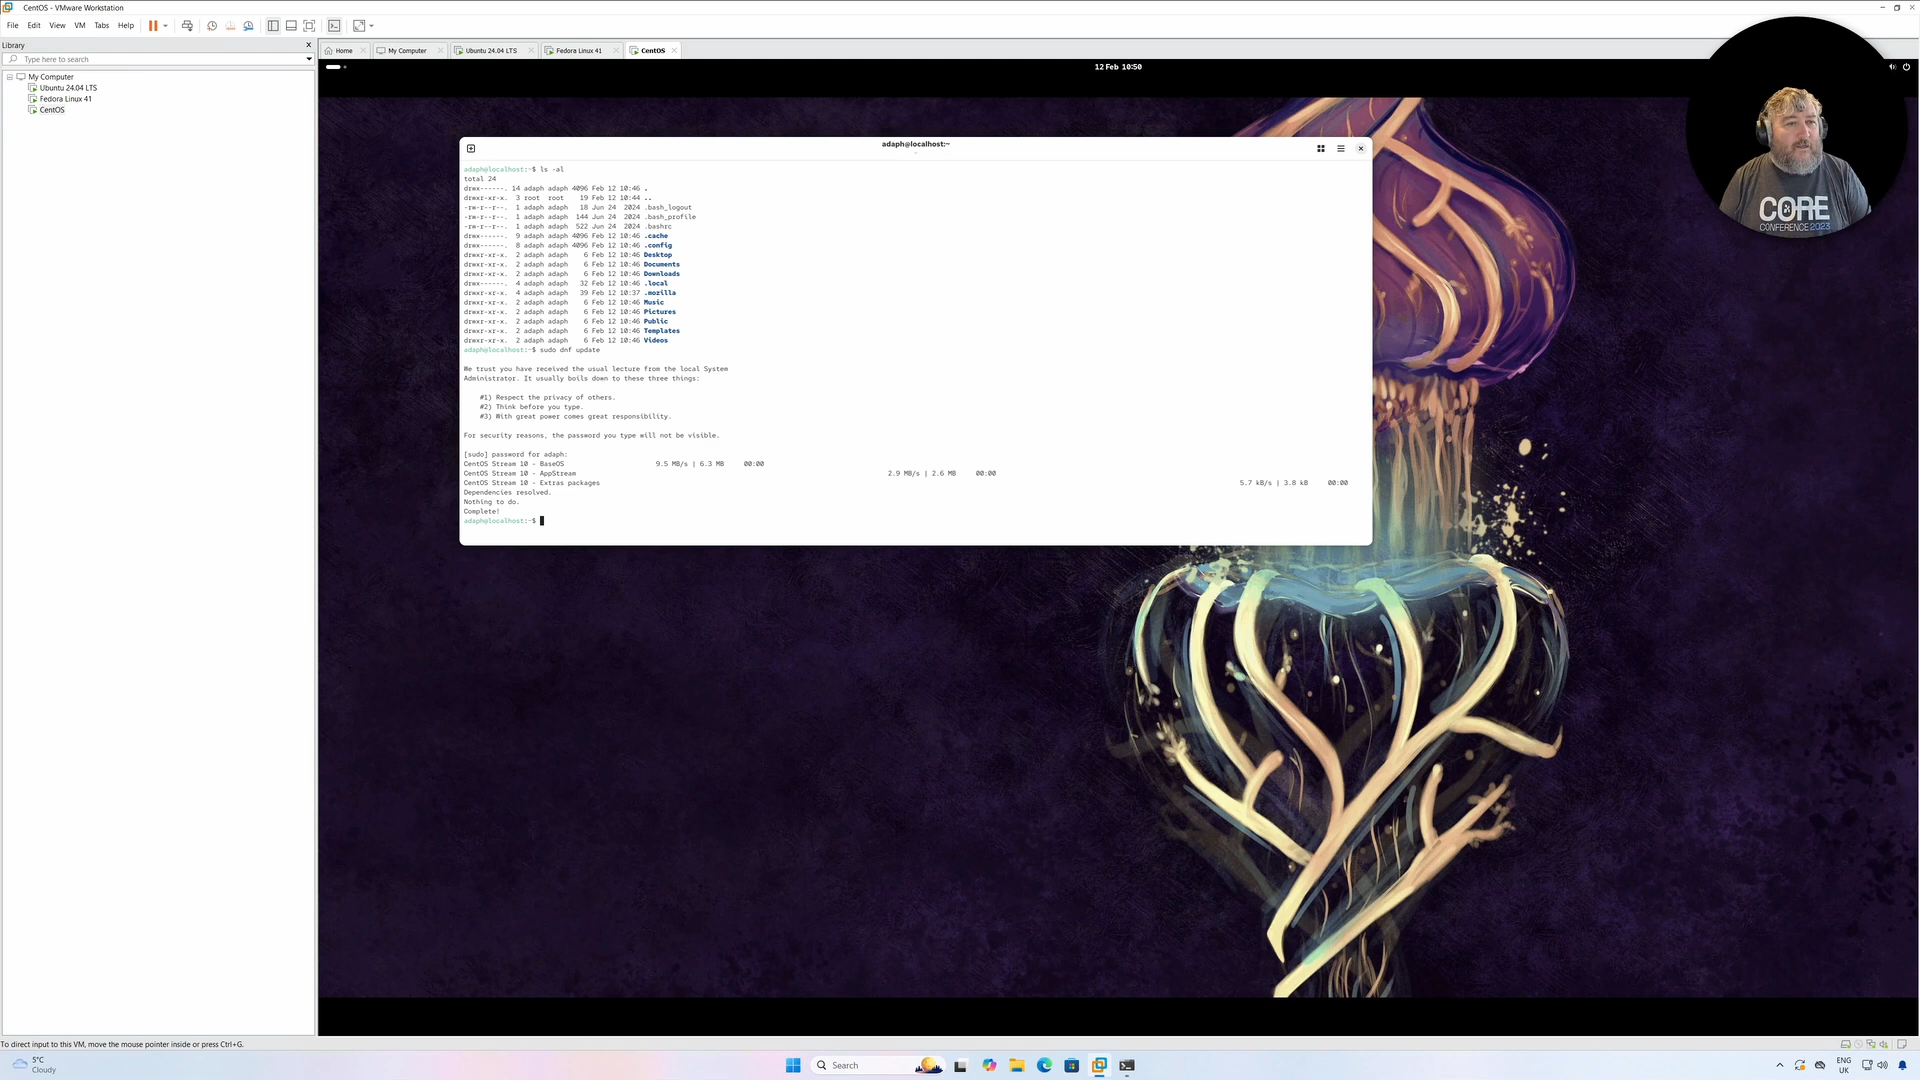 CentOS - VMware Workstation
File Edit View VM Tabs Help
Library
Type here to search
My Computer
Ubuntu 24.04 LTS
Fedora Linux 41
CentOS
Home My Computer Ubuntu 24.04 LTS Fedora Linux 41 CentOS
12 Feb 10:50
adaph@localhost:~
adaph@localhost:~$ ls -al
total 24
drwx------. 14 adaph adaph 4096 Feb 12 10:46 .
drwxr-xr-x. 3 root root 19 Feb 12 10:44 ..
-rw-r--r--. 1 adaph adaph 18 Jun 24 2024 .bash_logout
-rw-r--r--. 1 adaph adaph 144 Jun 24 2024 .bash_profile
-rw-r--r--. 1 adaph adaph 522 Jun 24 2024 .bashrc
drwx------. 9 adaph adaph 4096 Feb 12 10:46 .cache
drwx------. 8 adaph adaph 4096 Feb 12 10:46 .config
drwxr-xr-x. 2 adaph adaph 6 Feb 12 10:46 Desktop
drwxr-xr-x. 2 adaph adaph 6 Feb 12 10:46 Documents
drwxr-xr-x. 2 adaph adaph 6 Feb 12 10:46 Downloads
drwx------. 4 adaph adaph 32 Feb 12 10:46 .local
drwxr-xr-x. 4 adaph adaph 39 Feb 12 10:37 .mozilla
drwxr-xr-x. 2 adaph adaph 6 Feb 12 10:46 Music
drwxr-xr-x. 2 adaph adaph 6 Feb 12 10:46 Pictures
drwxr-xr-x. 2 adaph adaph 6 Feb 12 10:46 Public
drwxr-xr-x. 2 adaph adaph 6 Feb 12 10:46 Templates
drwxr-xr-x. 2 adaph adaph 6 Feb 12 10:46 Videos
adaph@localhost:~$ sudo dnf update
We trust you have received the usual lecture from the local System
Administrator. It usually boils down to these three things:
#1) Respect the privacy of others.
#2) Think before you type.
#3) With great power comes great responsibility.
For security reasons, the password you type will not be visible.
[sudo] password for adaph:
CentOS Stream 10 - BaseOS 9.5 MB/s | 6.3 MB 00:00
CentOS Stream 10 - AppStream 2.9 MB/s | 2.6 MB 00:00
CentOS Stream 10 - Extras packages 5.7 kB/s | 3.8 kB 00:00
Dependencies resolved.
Nothing to do.
Complete!
adaph@localhost:~$
CORE
CONFERENCE 2023
To direct input to this VM, move the mouse pointer inside or press Ctrl+G.
5°C
Cloudy
Search
ENG
UK